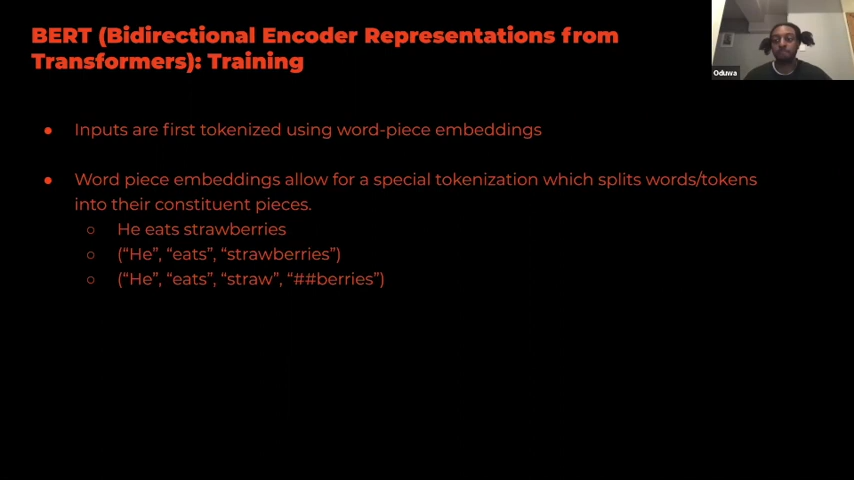 BERT (Bidirectional Encoder Representations from
Transformers): Training
● Inputs are first tokenized using word-piece embeddings
● Word piece embeddings allow for a special tokenization which splits words/tokens
into their constituent pieces.
○ He eats strawberries
○ (“He”, “eats”, “strawberries”)
○ (“He”, “eats”, “straw”, “##berries”)
Oduwa